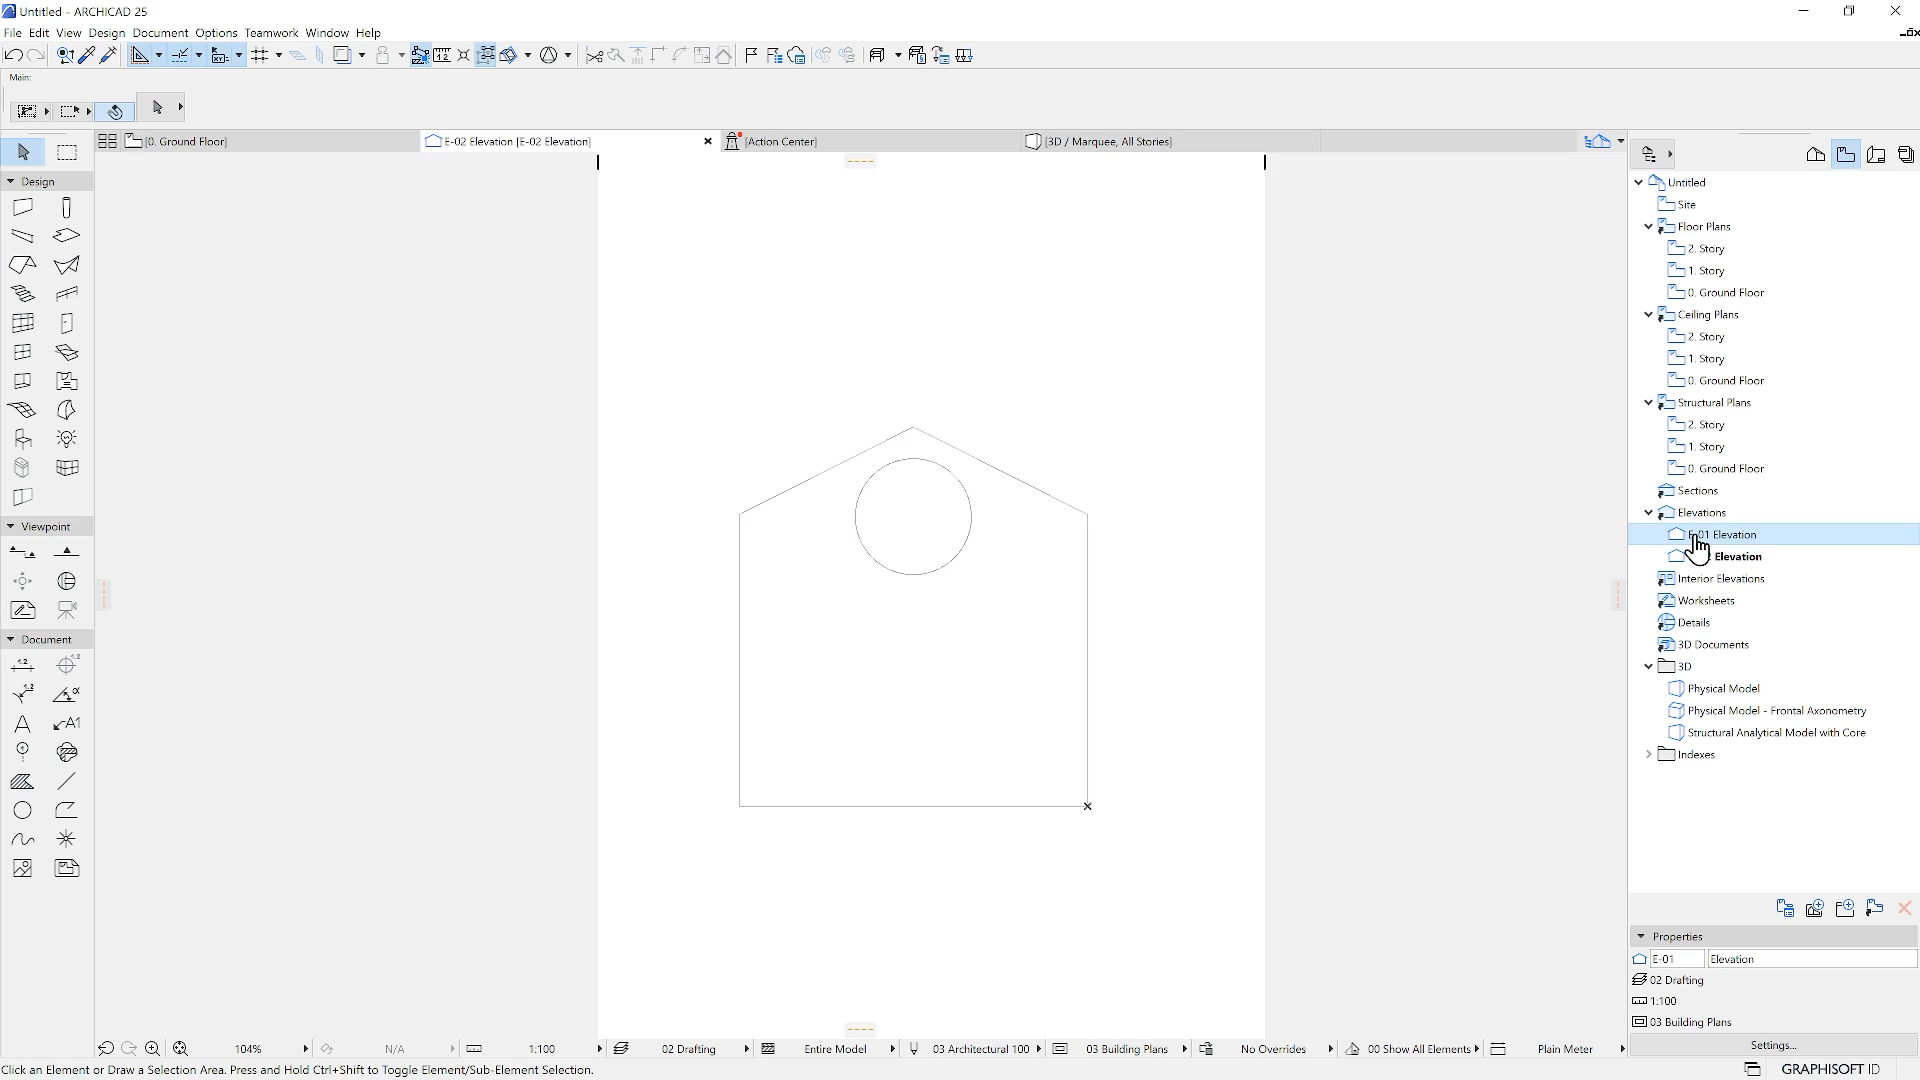 Untitled - ARCHICAD 25
File Edit View Design Document Options Teamwork Window Help
Main:
[0. Ground Floor]
E-02 Elevation [E-02 Elevation]
[Action Center]
[3D / Marquee, All Stories]
Design
Viewpoint
Document
Untitled
Site
Floor Plans
2. Story
1. Story
0. Ground Floor
Ceiling Plans
2. Story
1. Story
0. Ground Floor
Structural Plans
2. Story
1. Story
0. Ground Floor
Sections
Elevations
E-01 Elevation
Elevation
Interior Elevations
Worksheets
Details
3D Documents
3D
Physical Model
Physical Model - Frontal Axonometry
Structural Analytical Model with Core
Indexes
Properties
E-01 Elevation
02 Drafting
1:100
03 Building Plans
Settings...
104% N/A 1:100 02 Drafting Entire Model 03 Architectural 100 03 Building Plans No Overrides 00 Show All Elements Plain Meter
Click an Element or Draw a Selection Area. Press and Hold Ctrl+Shift to Toggle Element/Sub-Element Selection.
GRAPHISOFT ID